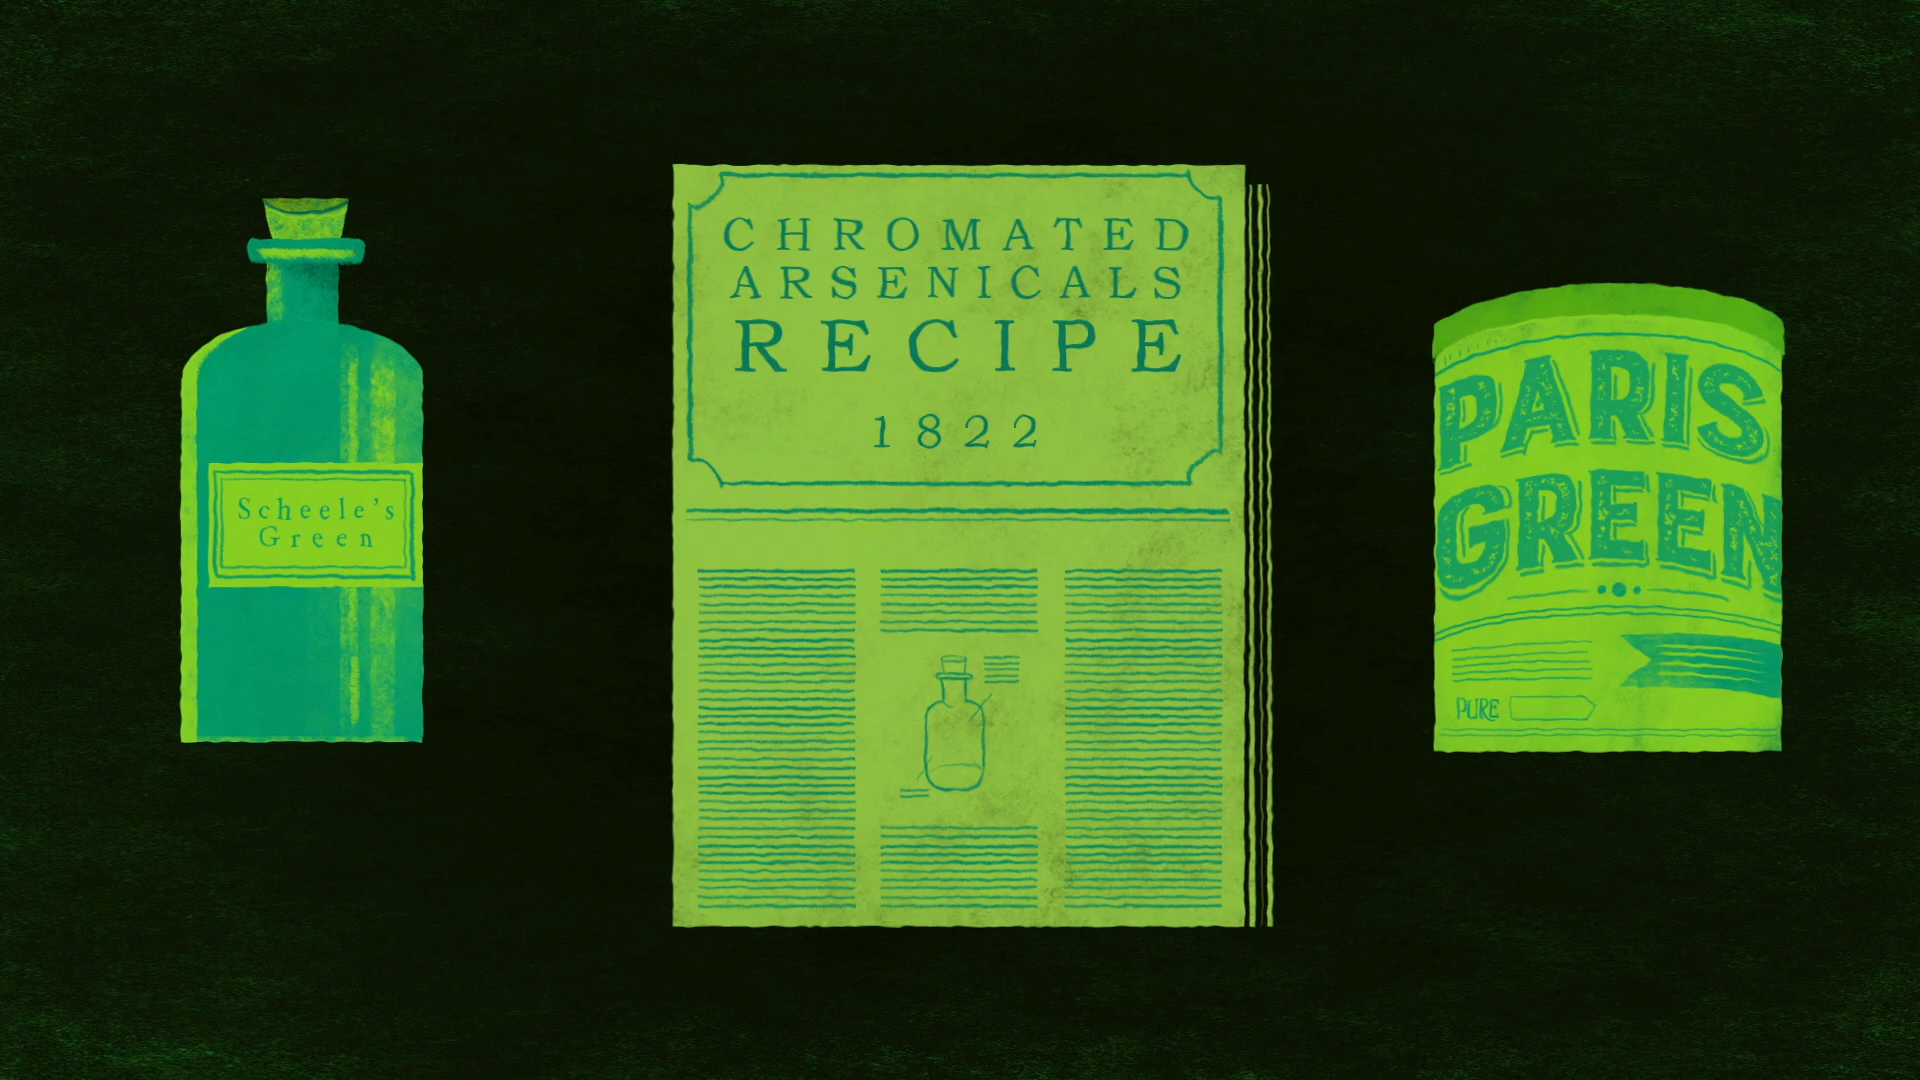 Scheele's
Green
CHROMATED
ARSENICALS
RECIPE
1822
PARIS
GREEN
PURE